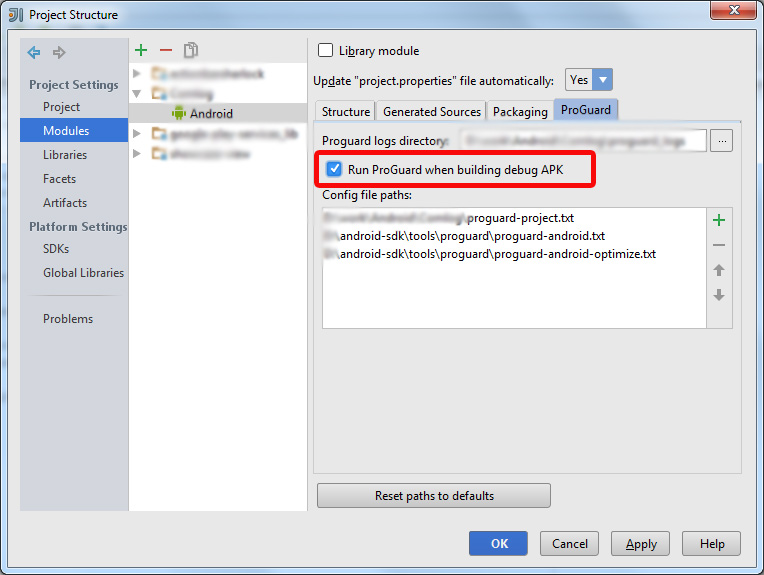 Project Structure
Project Settings
Project
Modules
Libraries
Facets
Artifacts
Platform Settings
SDKs
Global Libraries
Problems
Android
Library module
Update "project.properties" file automatically: Yes
Structure Generated Sources Packaging ProGuard
Proguard logs directory: ...
Run ProGuard when building debug APK
Config file paths:
\proguard-project.txt
\android-sdk\tools\proguard\proguard-android.txt
\android-sdk\tools\proguard\proguard-android-optimize.txt
Reset paths to defaults
OK Cancel Apply Help